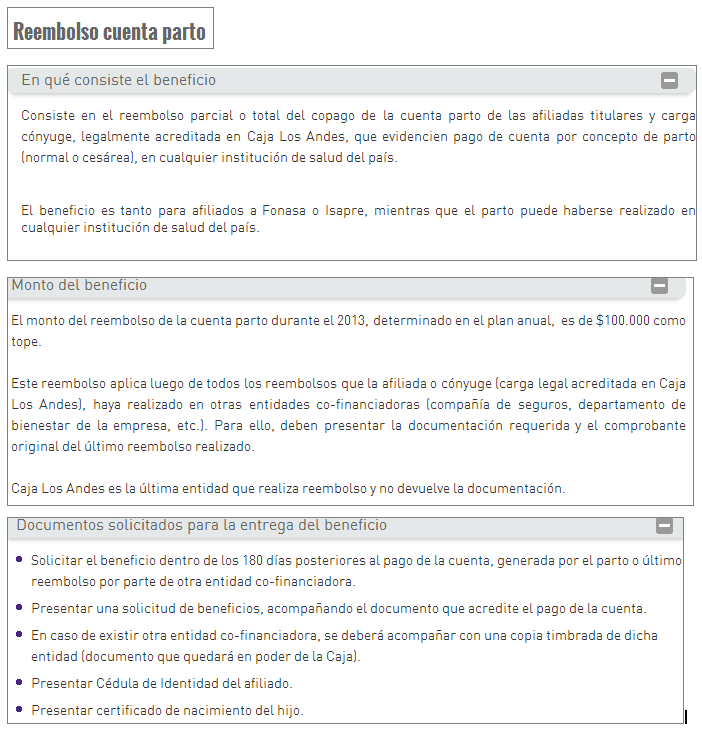 Reembolso cuenta parto
En qué consiste el beneficio
Consiste en el reembolso parcial o total del copago de la cuenta parto de las afiliadas titulares y carga
cónyuge, legalmente acreditada en Caja Los Andes, que evidencien pago de cuenta por concepto de parto
(normal o cesárea), en cualquier institución de salud del país.
El beneficio es tanto para afiliados a Fonasa o Isapre, mientras que el parto puede haberse realizado en
cualquier institución de salud del país.
Monto del beneficio
El monto del reembolso de la cuenta parto durante el 2013, determinado en el plan anual, es de $100.000 como
tope.
Este reembolso aplica luego de todos los reembolsos que la afiliada o cónyuge (carga legal acreditada en Caja
Los Andes), haya realizado en otras entidades co-financiadoras (compañía de seguros, departamento de
bienestar de la empresa, etc.). Para ello, deben presentar la documentación requerida y el comprobante
original del último reembolso realizado.
Caja Los Andes es la última entidad que realiza reembolso y no devuelve la documentación.
Documentos solicitados para la entrega del beneficio
Solicitar el beneficio dentro de los 180 días posteriores al pago de la cuenta, generada por el parto o último
reembolso por parte de otra entidad co-financiadora.
Presentar una solicitud de beneficios, acompañando el documento que acredite el pago de la cuenta.
En caso de existir otra entidad co-financiadora, se deberá acompañar con una copia timbrada de dicha
entidad (documento que quedará en poder de la Caja).
Presentar Cédula de Identidad del afiliado.
Presentar certificado de nacimiento del hijo.